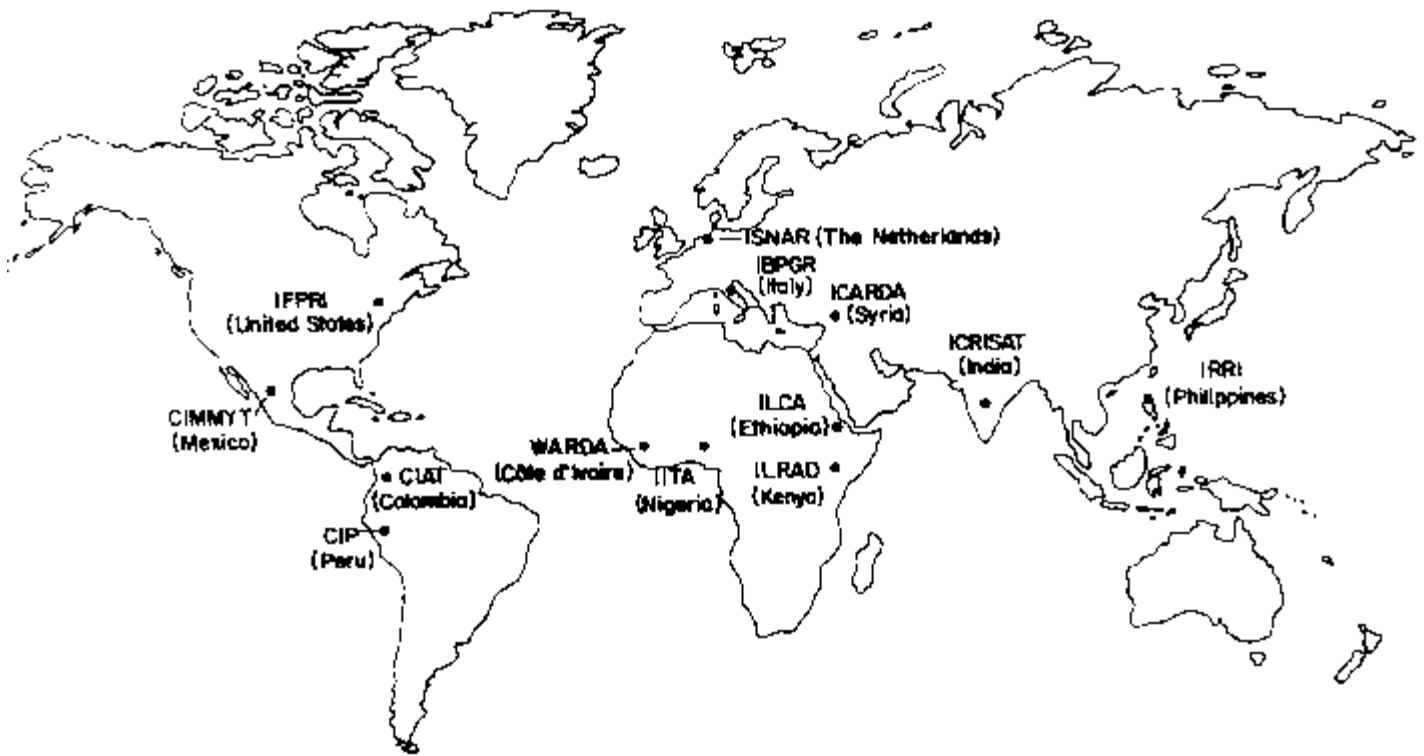 ISNAR (The Netherlands)
IBPGR
(Italy)
IFPRI
(United States)
ICARDA
(Syria)
ICRISAT
(India)
IRRI
(Philppines)
CIMMYT
(Mexico)
ILCA
(Ethiopia)
WARDA
(Côte d'Ivoire)
IITA
(Nigeria)
ILRAD
(Kenya)
CIAT
(Colombia)
CIP
(Peru)